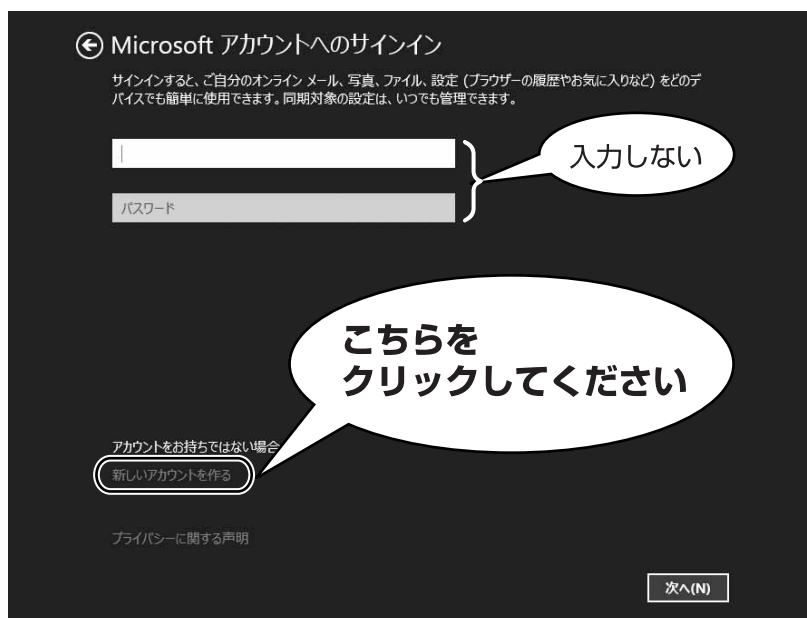 Microsoft アカウントへのサインイン
サインインすると、ご自分のオンライン メール、写真、ファイル、設定 (ブラウザーの履歴やお気に入りなど) をどのデ
バイスでも簡単に使用できます。同期対象の設定は、いつでも管理できます。
入力しない
パスワード
こちらを
クリックしてください
アカウントをお持ちではない場合
新しいアカウントを作る
プライバシーに関する声明
次へ(N)